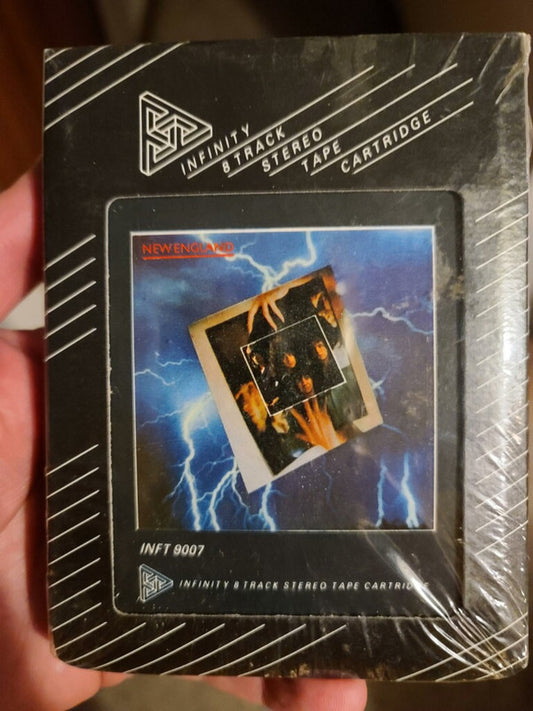 INFINITY
8 TRACK
STEREO
TAPE
CARTRIDGE
NEW ENGLAND
INFT 9007
INFINITY 8 TRACK STEREO TAPE CARTRIDGE